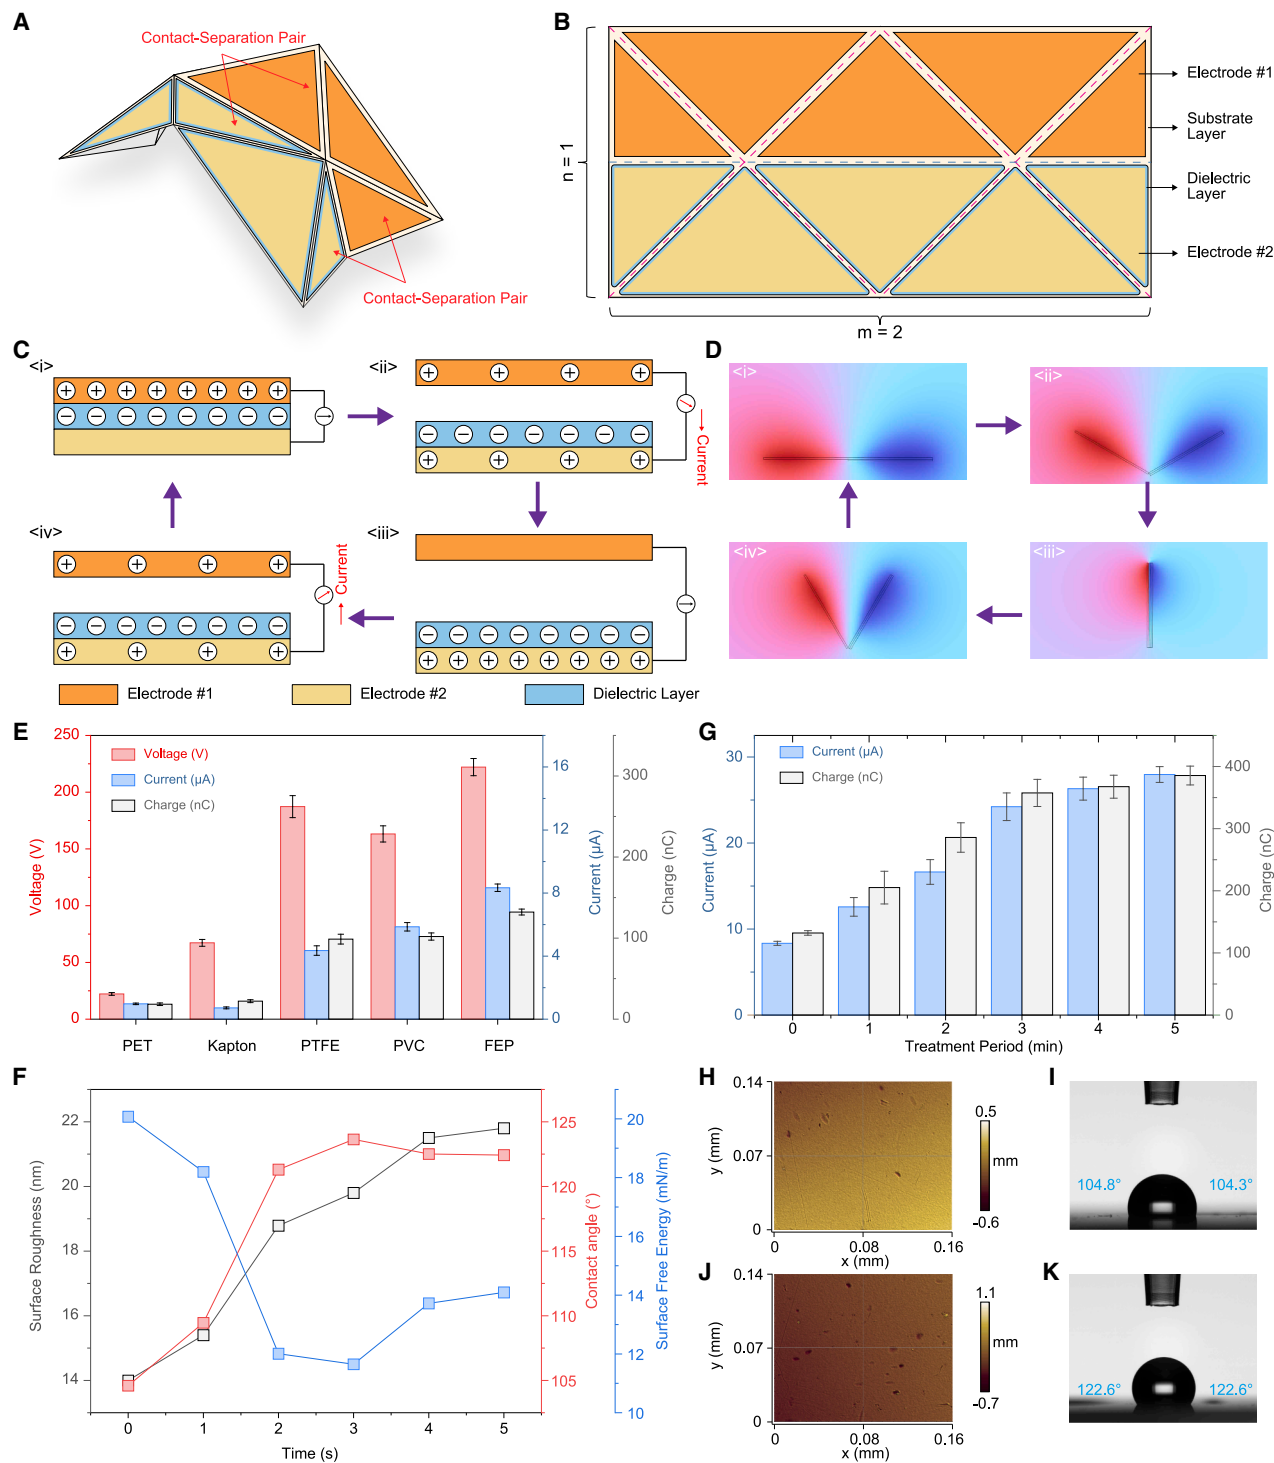 A
Contact-Separation Pair
Contact-Separation Pair
B
n = 1
m = 2
Electrode #1
Substrate
Layer
Dielectric
Layer
Electrode #2
C
<i>
<ii>
Current
<iv>
Current
<iii>
Electrode #1
Electrode #2
Dielectric Layer
D
<i>
<ii>
<iv>
<iii>
E
Voltage (V)
250
200
150
100
50
0
Voltage (V)
Current (µA)
Charge (nC)
PET
Kapton
PTFE
PVC
FEP
16
12
8
4
0
Current (µA)
300
200
100
0
Charge (nC)
G
Current (µA)
30
20
10
0
Current (µA)
Charge (nC)
0
1
2
3
4
5
Treatment Period (min)
400
300
200
100
0
Charge (nC)
F
Surface Roughness (nm)
22
20
18
16
14
0
1
2
3
4
5
Time (s)
125
120
115
110
105
Contact angle (°)
20
18
16
14
12
10
Surface Free Energy (mN/m)
H
y (mm)
0.14
0.07
0
0
0.08
0.16
x (mm)
0.5
mm
-0.6
I
104.8°
104.3°
J
y (mm)
0.14
0.07
0
0
0.08
0.16
x (mm)
1.1
mm
-0.7
K
122.6°
122.6°